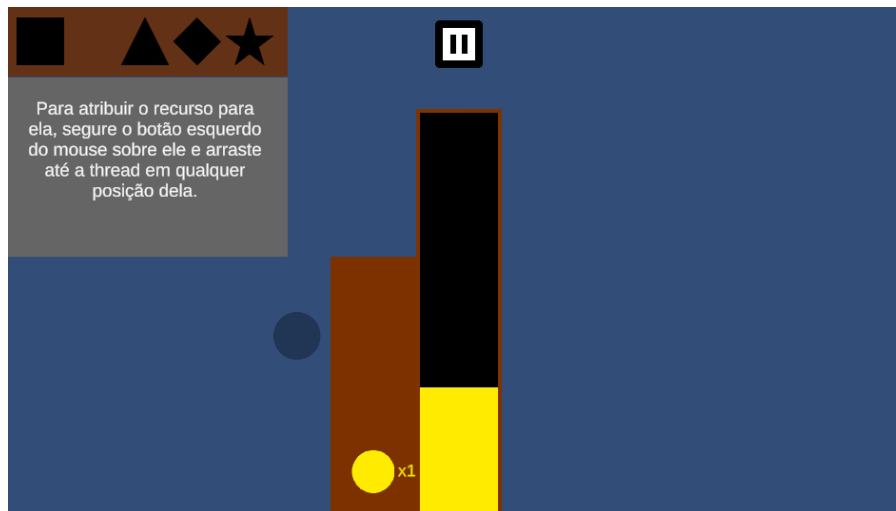 Para atribuir o recurso para
ela, segure o botão esquerdo
do mouse sobre ele e arraste
até a thread em qualquer
posição dela.
x1